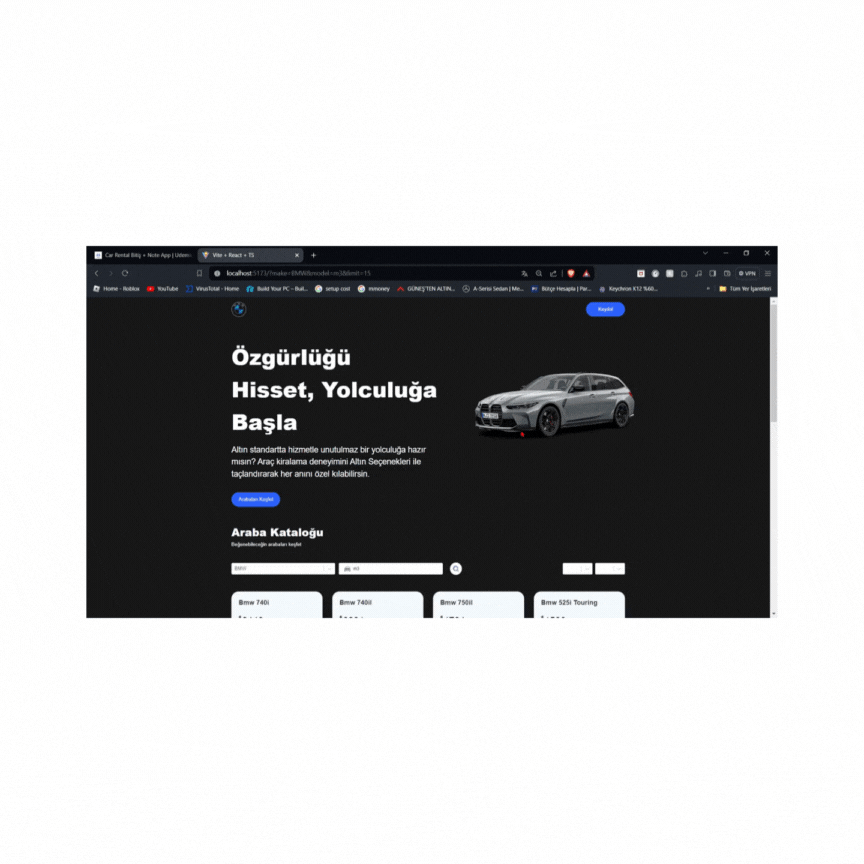 Car Rental Bitiş + Note App | Udem
Vite + React + TS
localhost:5173/?make=BMW&model=m3&limit=15
VPN
Home - Roblox
YouTube
VirusTotal - Home
Build Your PC – Buil...
setup cost
mmoney
GÜNEŞ'TEN ALTIN...
A-Serisi Sedan | Me...
Bütçe Hesapla | Par...
Keychron X12 %60...
Tüm Yer İşaretleri
Keşfet
Özgürlüğü
Hisset, Yolculuğa
Başla
Altın standartta hizmetle unutulmaz bir yolculuğa hazır
mısın? Araç kiralama deneyimini Altın Seçenekleri ile
taçlandırarak her anını özel kılabilirsin.
Arabaları Keşfet
Araba Kataloğu
Beğenebileceğin arabaları keşfet
BMW
Bmw 740i
Bmw 740il
Bmw 750il
Bmw 525i Touring